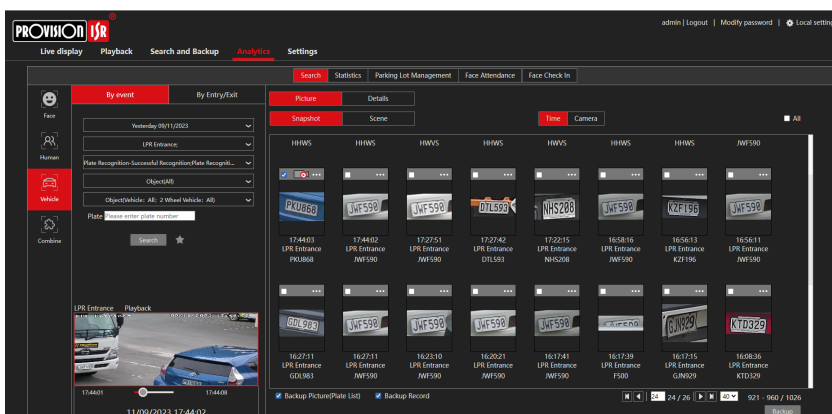 PROVISION ISR®
admin | Logout | Modify password | Local setting
Live display Playback Search and Backup Analytics Settings
Search Statistics Parking Lot Management Face Attendance Face Check In
Face
Human
Vehicle
Combine
By event By Entry/Exit
Yesterday 09/11/2023
LPR Entrance;
Plate Recognition-Successful Recognition;Plate Recogniti...
Object(All)
Object(Vehicle: All; 2 Wheel Vehicle: All)
Plate Please enter plate number
Search
LPR Entrance Playback
17:44:01 17:44:08
11/09/2023 17:44:02
Picture Details
Snapshot Scene Time Camera All
HHWS HHWS HWVS HHWS HWVS HHWS HHWS JWF590
PKU868 JWF590 JWF590 DTL593 NHS208 JWF590 KZF196 JWF590
17:44:03 17:44:02 17:27:51 17:27:42 17:22:15 16:58:16 16:56:13 16:56:11
LPR Entrance LPR Entrance LPR Entrance LPR Entrance LPR Entrance LPR Entrance LPR Entrance LPR Entrance
PKU868 JWF590 JWF590 DTL593 NHS208 JWF590 KZF196 JWF590
GDL983 JWF590 JWF590 JWF590 JWF590 GJN929 KTD329
16:27:11 16:27:11 16:23:10 16:20:21 16:17:41 16:17:39 16:17:15 16:08:36
LPR Entrance LPR Entrance LPR Entrance LPR Entrance LPR Entrance LPR Entrance LPR Entrance LPR Entrance
GDL983 JWF590 JWF590 JWF590 JWF590 F500 GJN929 KTD329
Backup Picture(Plate List) Backup Record 24 24 / 26 40 921 - 960 / 1026
Backup